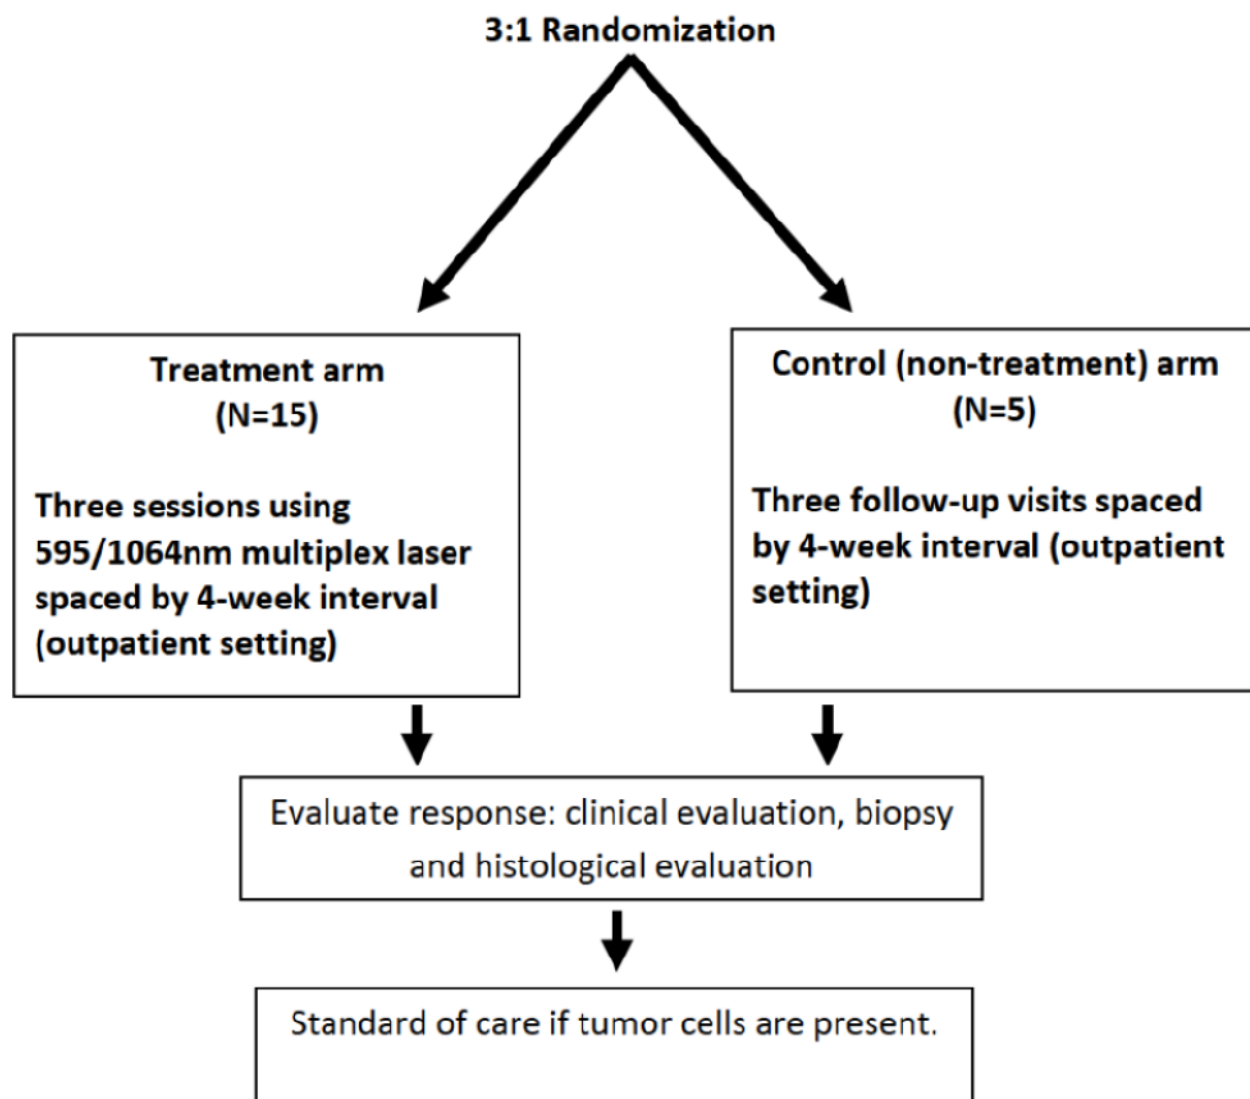 3:1 Randomization
Treatment arm
(N=15)
Three sessions using
595/1064nm multiplex laser
spaced by 4-week interval
(outpatient setting)
Control (non-treatment) arm
(N=5)
Three follow-up visits spaced
by 4-week interval (outpatient
setting)
Evaluate response: clinical evaluation, biopsy
and histological evaluation
Standard of care if tumor cells are present.